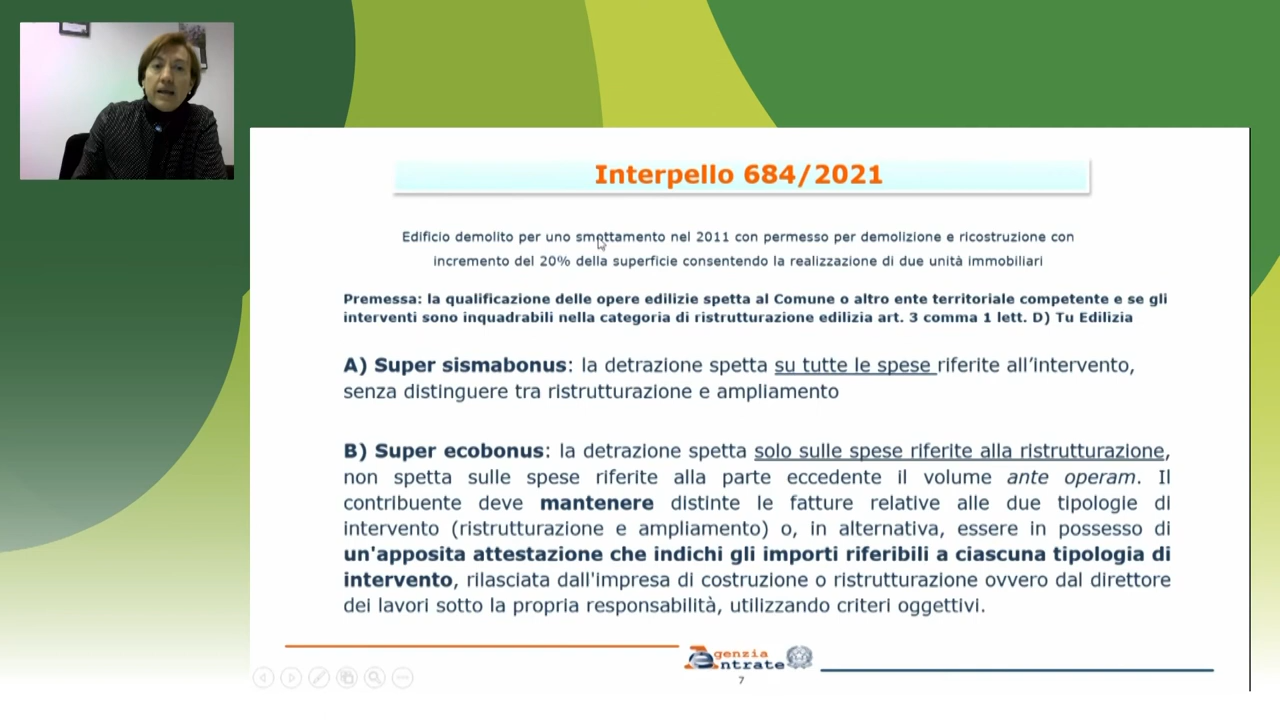 Interpello 684/2021
Edificio demolito per uno smottamento nel 2011 con permesso per demolizione e ricostruzione con
incremento del 20% della superficie consentendo la realizzazione di due unità immobiliari
Premessa: la qualificazione delle opere edilizie spetta al Comune o altro ente territoriale competente e se gli
interventi sono inquadrabili nella categoria di ristrutturazione edilizia art. 3 comma 1 lett. D) Tu Edilizia
A) Super sismabonus: la detrazione spetta su tutte le spese riferite all’intervento,
senza distinguere tra ristrutturazione e ampliamento
B) Super ecobonus: la detrazione spetta solo sulle spese riferite alla ristrutturazione,
non spetta sulle spese riferite alla parte eccedente il volume ante operam. Il
contribuente deve mantenere distinte le fatture relative alle due tipologie di
intervento (ristrutturazione e ampliamento) o, in alternativa, essere in possesso di
un'apposita attestazione che indichi gli importi riferibili a ciascuna tipologia di
intervento, rilasciata dall'impresa di costruzione o ristrutturazione ovvero dal direttore
dei lavori sotto la propria responsabilità, utilizzando criteri oggettivi.
genzia
ntrate
7